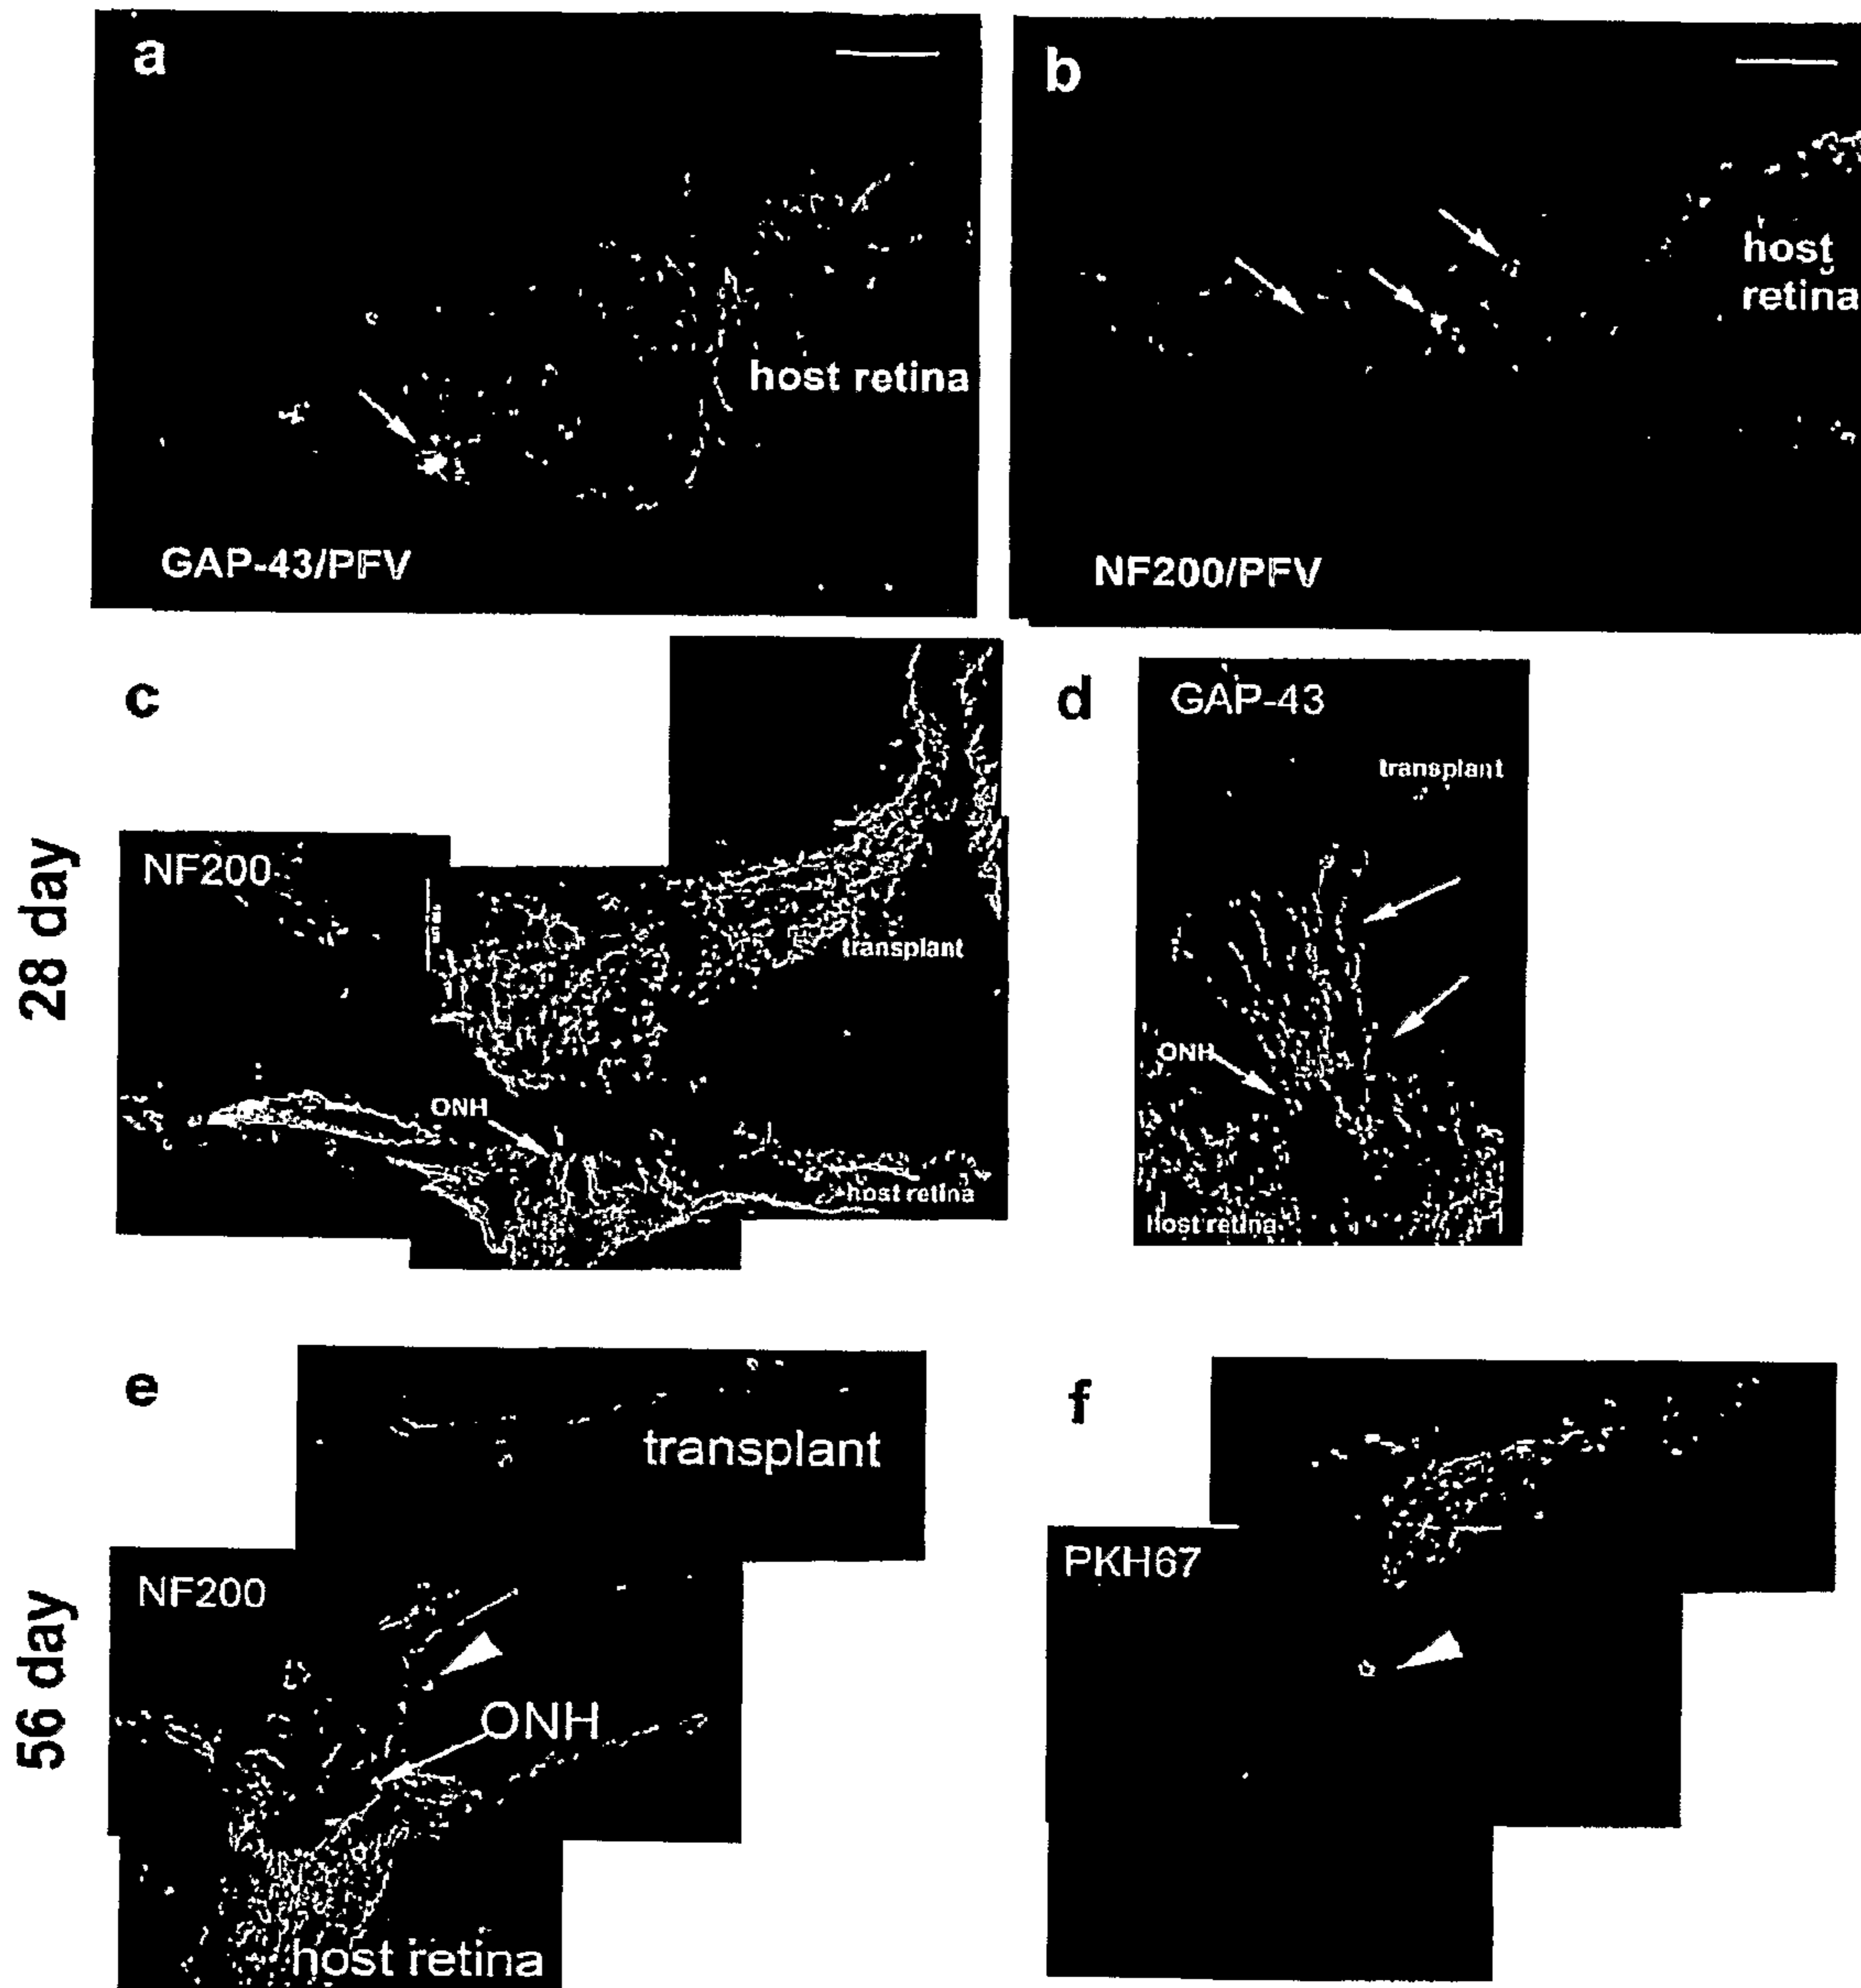 a
b
host retina
host
retina
GAP-43/PFV
NF200/PFV
28 day
c
NF200
transplant
ONH
host retina
d
GAP-43
transplant
ONH
Host retina
56 day
e
transplant
NF200
ONH
host retina
f
PKH67